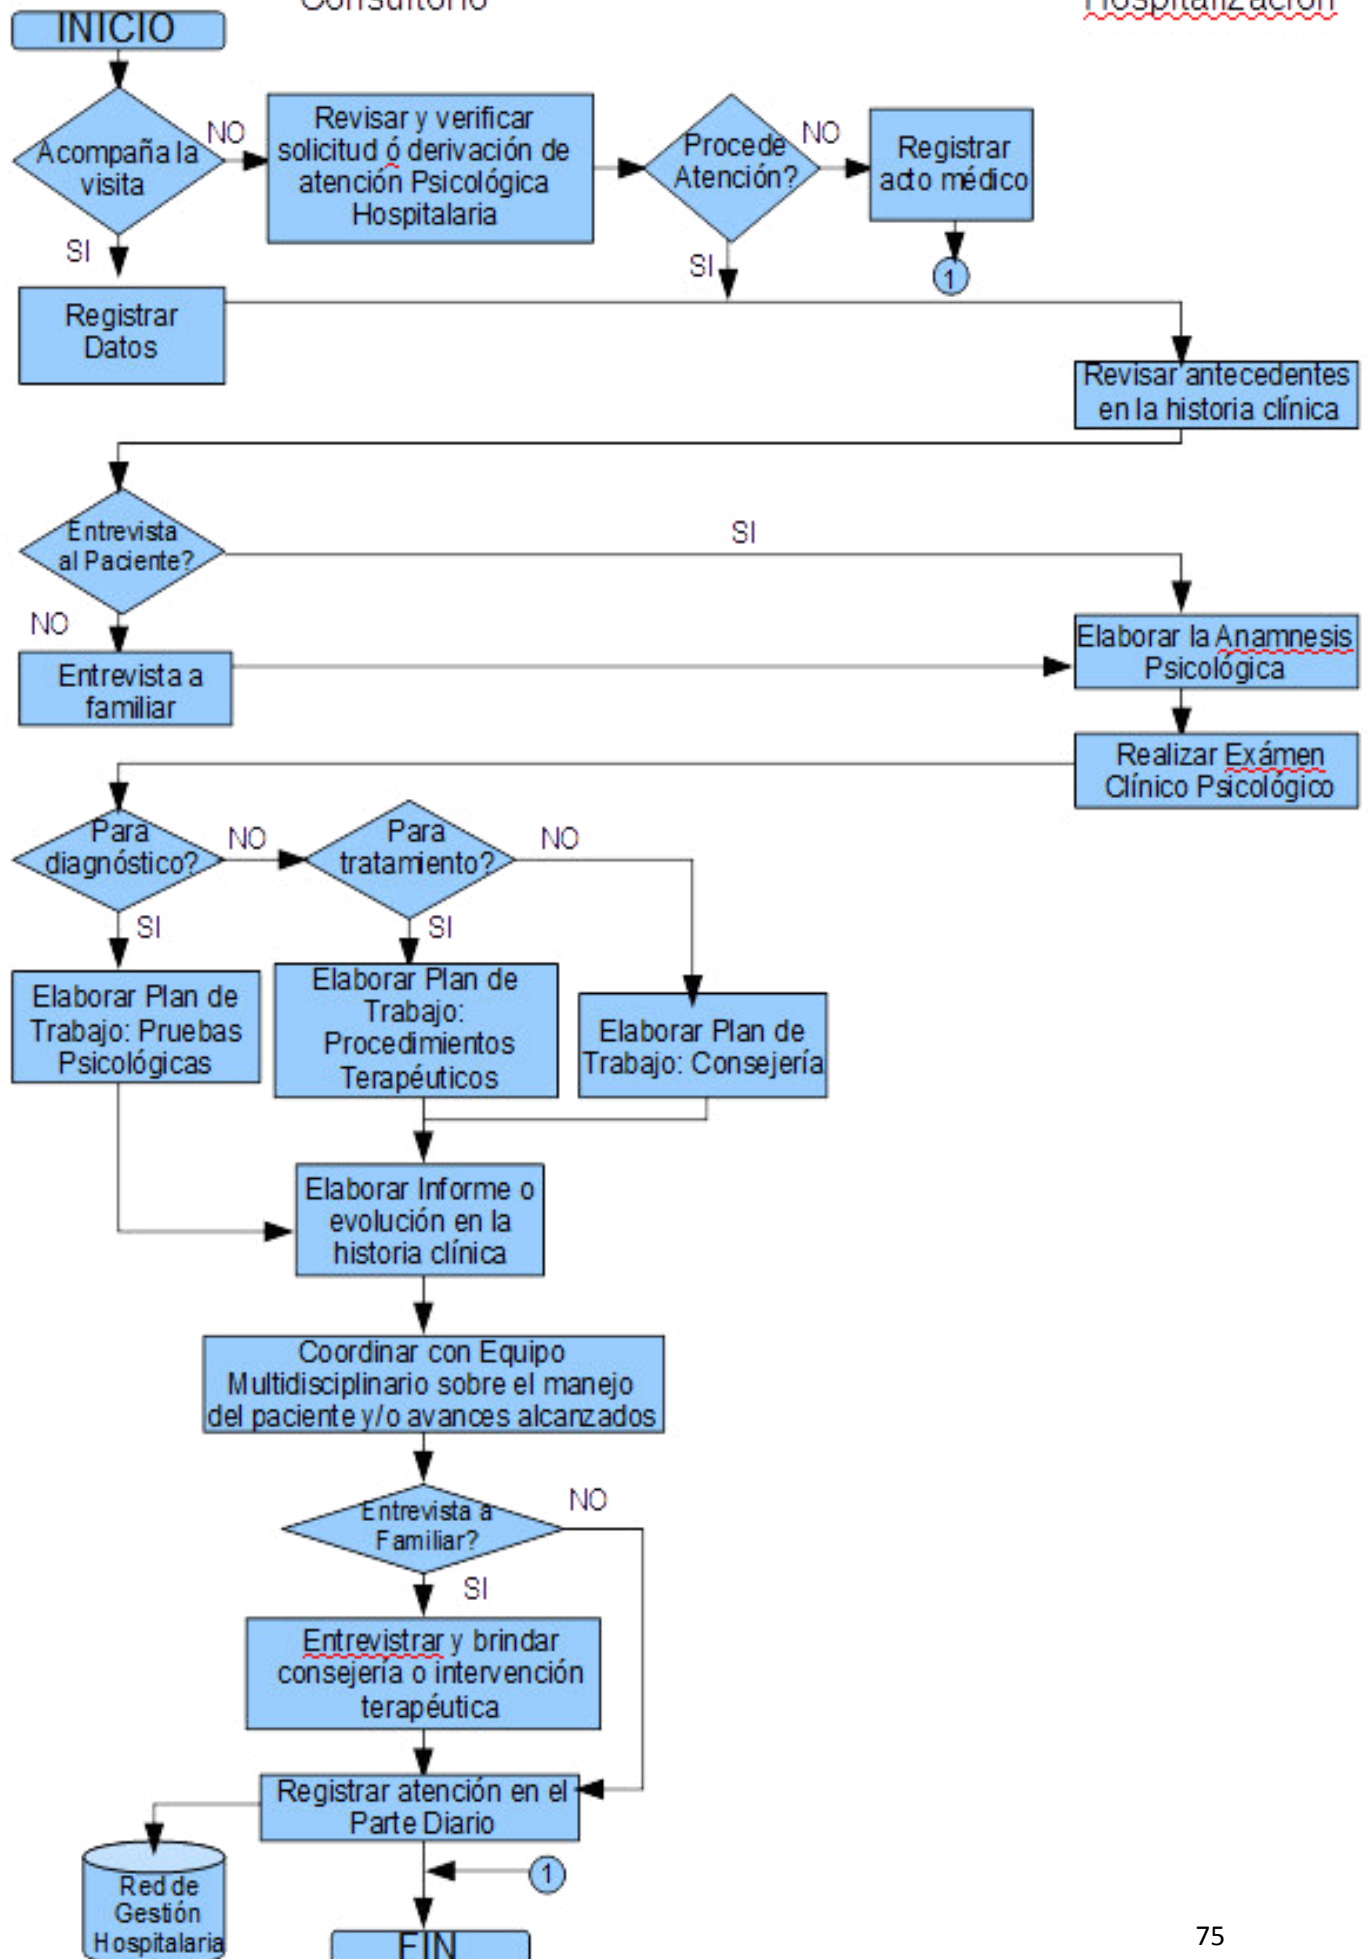 Consultorio
Hospitalización
INICIO
Acompaña la
visita
NO
Revisar y verificar
solicitud ó derivación de
atención Psicológica
Hospitalaria
Procede
Atención?
NO
Registrar
acto médico
SI
SI
1
Registrar
Datos
Revisar antecedentes
en la historia clínica
Entrevista
al Paciente?
SI
NO
Entrevista a
familiar
Elaborar la Anamnesis
Psicológica
Realizar Exámen
Clínico Psicológico
Para
diagnóstico?
NO
Para
tratamiento?
NO
SI
SI
Elaborar Plan de
Trabajo: Pruebas
Psicológicas
Elaborar Plan de
Trabajo:
Procedimientos
Terapéuticos
Elaborar Plan de
Trabajo: Consejería
Elaborar Informe o
evolución en la
historia clínica
Coordinar con Equipo
Multidisciplinario sobre el manejo
del paciente y/o avances alcanzados
Entrevista a
Familiar?
NO
SI
Entrevistrar y brindar
consejería o intervención
terapéutica
Registrar atención en el
Parte Diario
Red de
Gestión
Hospitalaria
1
FIN
75